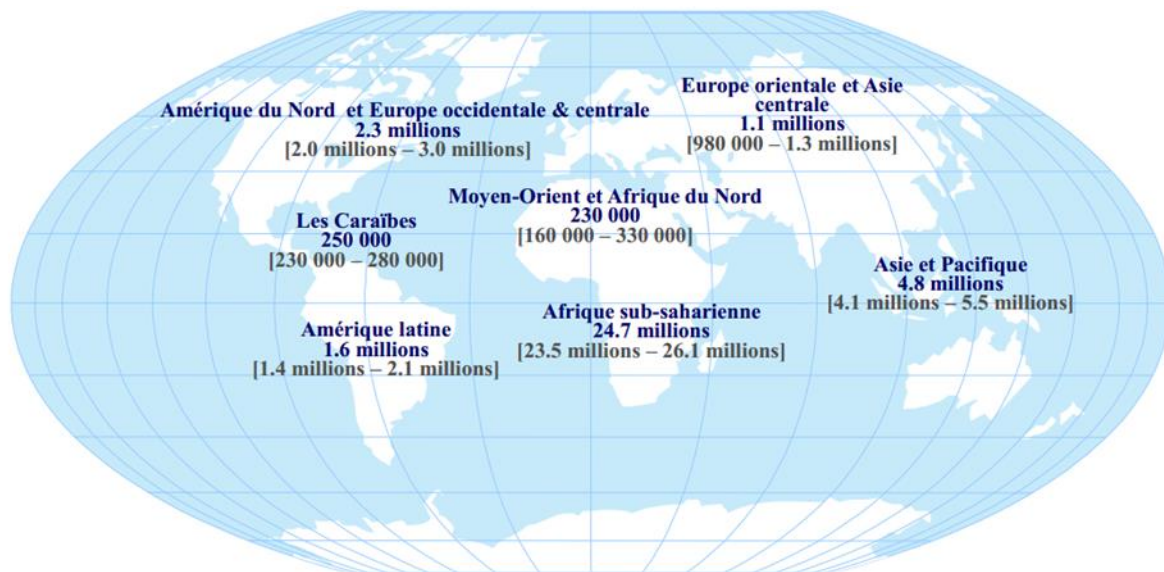 Amérique du Nord et Europe occidentale & centrale
2.3 millions
[2.0 millions – 3.0 millions]
Europe orientale et Asie
centrale
1.1 millions
[980 000 – 1.3 millions]
Moyen-Orient et Afrique du Nord
230 000
[160 000 – 330 000]
Les Caraïbes
250 000
[230 000 – 280 000]
Asie et Pacifique
4.8 millions
[4.1 millions – 5.5 millions]
Afrique sub-saharienne
24.7 millions
[23.5 millions – 26.1 millions]
Amérique latine
1.6 millions
[1.4 millions – 2.1 millions]